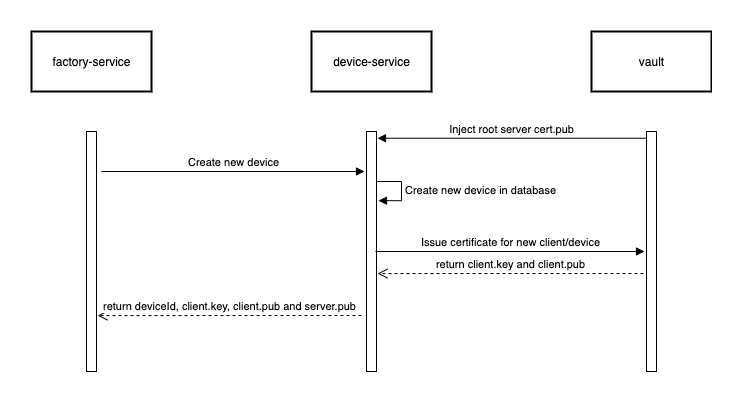 factory-service
device-service
vault
Inject root server cert.pub
Create new device
Create new device in database
Issue certificate for new client/device
return client.key and client.pub
return deviceId, client.key, client.pub and server.pub